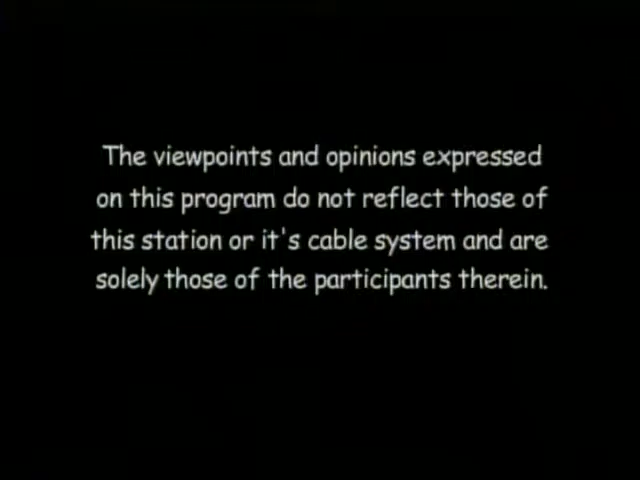 The viewpoints and opinions expressed
on this program do not reflect those of
this station or it's cable system and are
solely those of the participants therein.